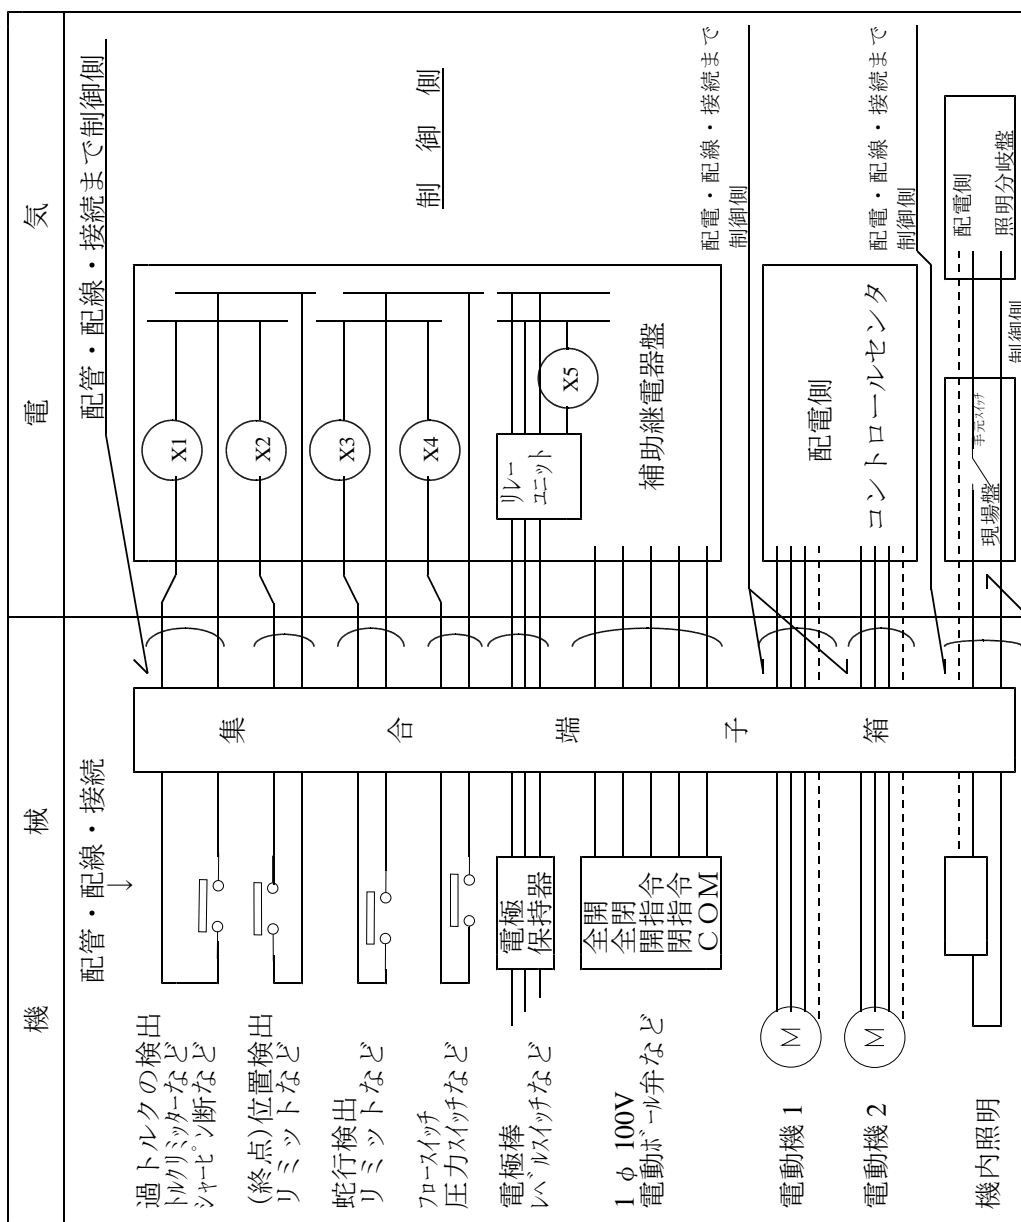 機 械
電 気
配管・配線・接続
↓
配管・配線・接続まで制御側
制 御 側
過トルクの検出
トルクリミッターなど
シャーピン断など
(終点)位置検出
リミットなど
蛇行検出
リミットなど
フロースイッチ
圧力スイッチなど
電極棒
レベルスイッチなど
1φ 100V
電動ボール弁など
電動機1
電動機2
機内照明
電極
保持器
全開
全閉
開指令
閉指令
COM
M
M
集 合 端 子 箱
X1
X2
X3
X4
リレー
ユニット
X5
補助継電器盤
配電・配線・接続まで
制御側
配電側
コントロールセンタ
配電・配線・接続まで
制御側
現場盤
手元スイッチ
制御側
配電側
照明分岐盤